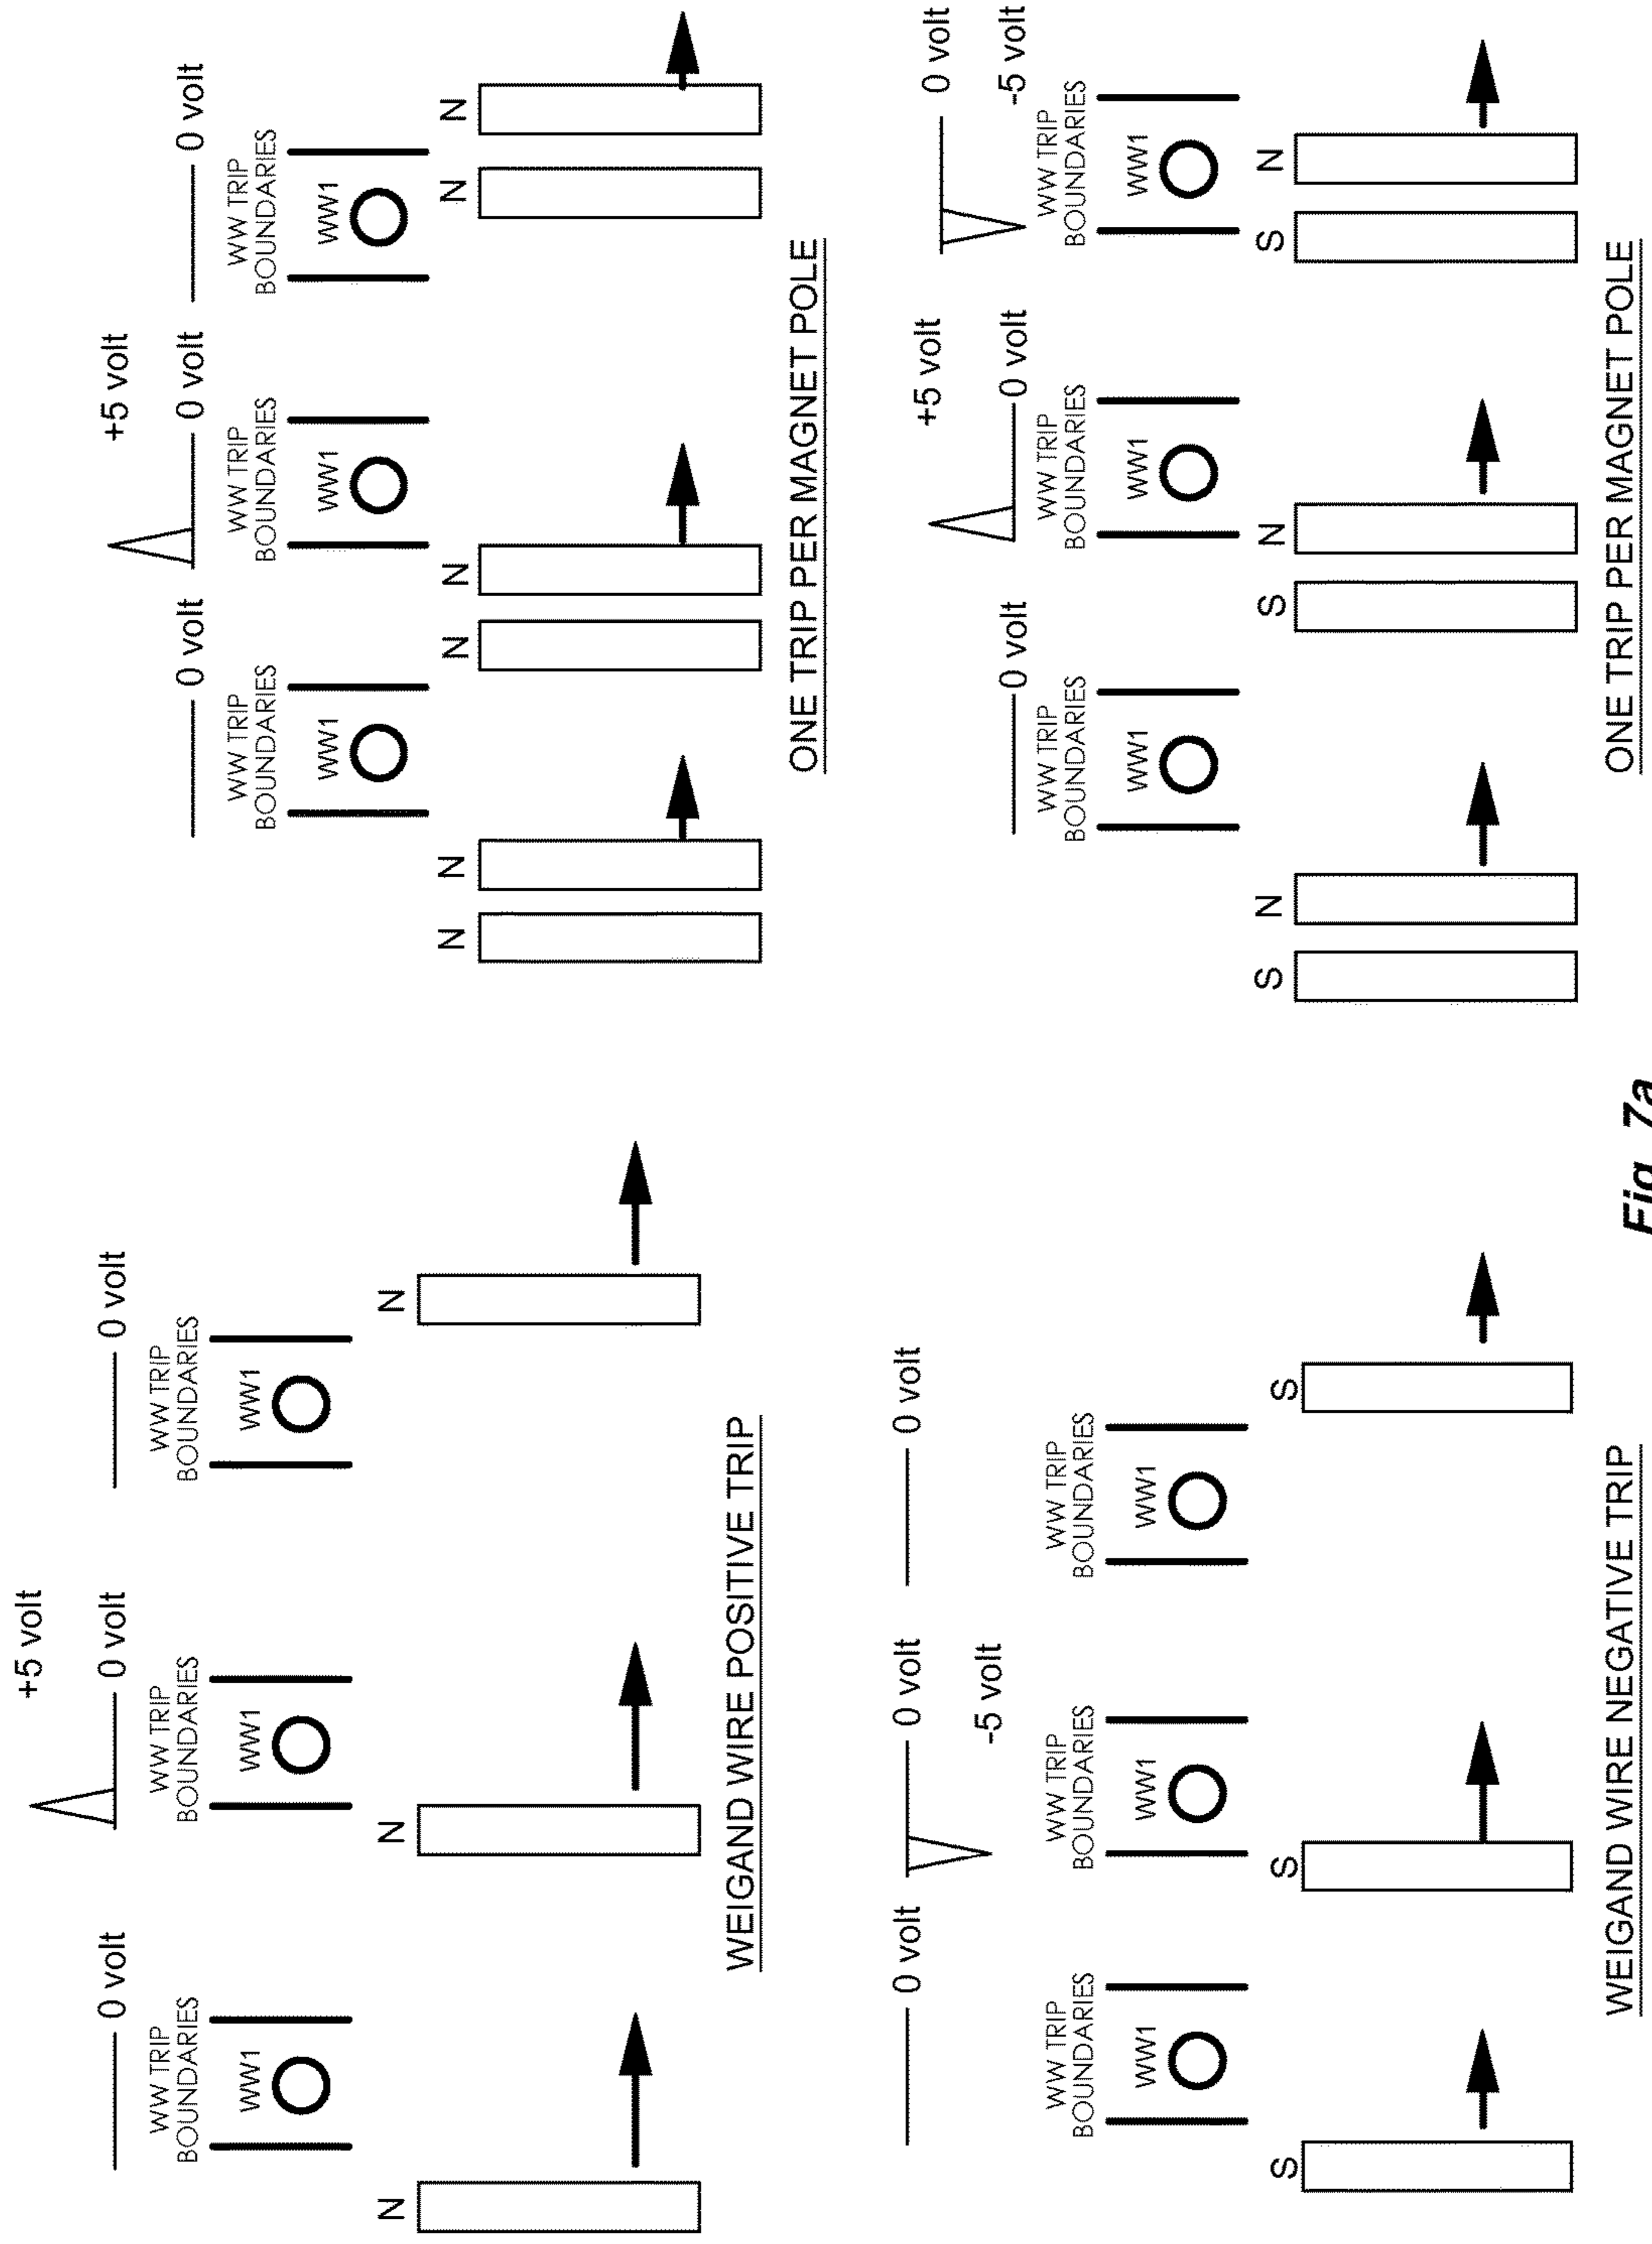 +5 volt
0 volt
0 volt
0 volt
WW TRIP
BOUNDARIES
WW TRIP
BOUNDARIES
WW TRIP
BOUNDARIES
WW1
WW1
WW1
N
N
N
WEIGAND WIRE POSITIVE TRIP
+5 volt
0 volt
0 volt
0 volt
WW TRIP
BOUNDARIES
WW TRIP
BOUNDARIES
WW TRIP
BOUNDARIES
WW1
WW1
WW1
N
N
N
N
N
N
ONE TRIP PER MAGNET POLE
0 volt
0 volt
0 volt
-5 volt
WW TRIP
BOUNDARIES
WW TRIP
BOUNDARIES
WW TRIP
BOUNDARIES
WW1
WW1
WW1
S
S
S
WEIGAND WIRE NEGATIVE TRIP
+5 volt
0 volt
0 volt
0 volt
-5 volt
WW TRIP
BOUNDARIES
WW TRIP
BOUNDARIES
WW TRIP
BOUNDARIES
WW1
WW1
WW1
S
N
S
N
S
N
ONE TRIP PER MAGNET POLE
Fig. 7a